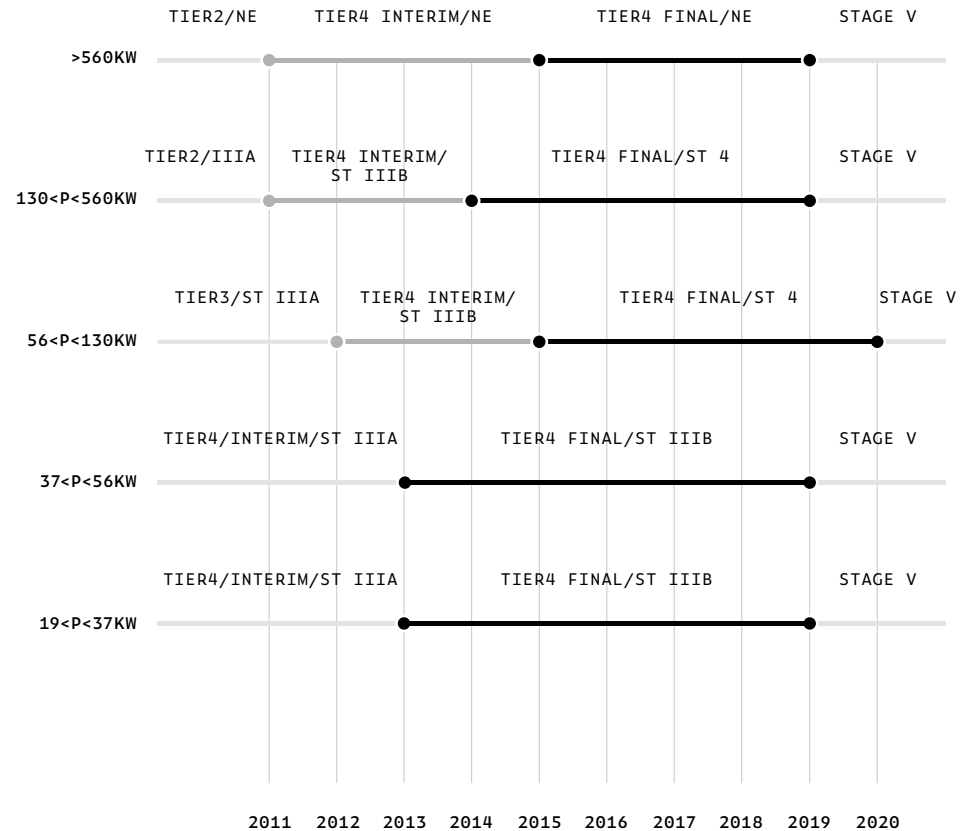 TIER2/NE TIER4 INTERIM/NE TIER4 FINAL/NE STAGE V
>560KW
TIER2/IIIA TIER4 INTERIM/ TIER4 FINAL/ST 4 STAGE V
ST IIIB
130<P<560KW
TIER3/ST IIIA TIER4 INTERIM/ TIER4 FINAL/ST 4 STAGE V
ST IIIB
56<P<130KW
TIER4/INTERIM/ST IIIA TIER4 FINAL/ST IIIB STAGE V
37<P<56KW
TIER4/INTERIM/ST IIIA TIER4 FINAL/ST IIIB STAGE V
19<P<37KW
2011 2012 2013 2014 2015 2016 2017 2018 2019 2020